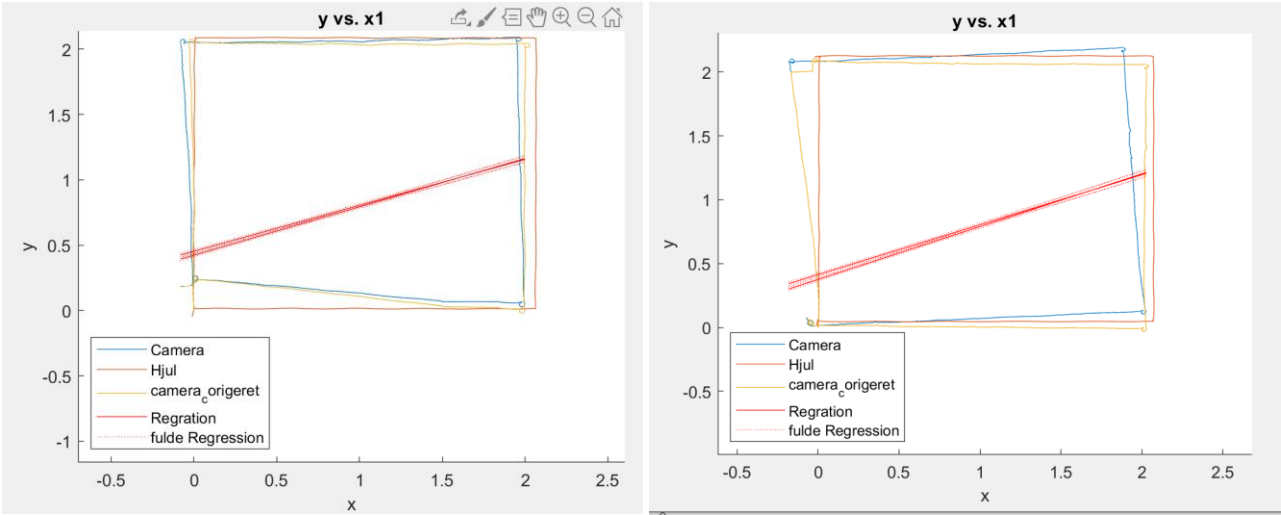 y vs. x1
2
1.5
1
0.5
0
-0.5
-1
y
Camera
Hjul
camera_corigeret
Regration
fulde Regression
-0.5 0 0.5 1 1.5 2 2.5
x
y vs. x1
2
1.5
1
0.5
0
-0.5
y
Camera
Hjul
camera_corigeret
Regration
fulde Regression
-0.5 0 0.5 1 1.5 2 2.5
x